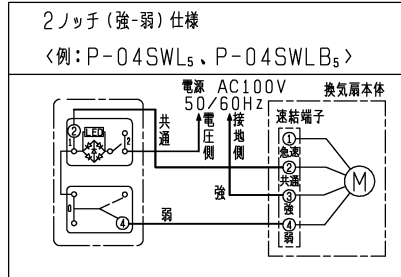 2ノッチ(強-弱)仕様
〈例:P-04SWL₅、P-04SWLB₅〉
電源 AC100V
50/60Hz
換気扇本体
速結端子
共通
電圧側
接地側
② LED
1 2
① 急速
② 共通
③ 強
④ 弱
M
強
0
④
弱